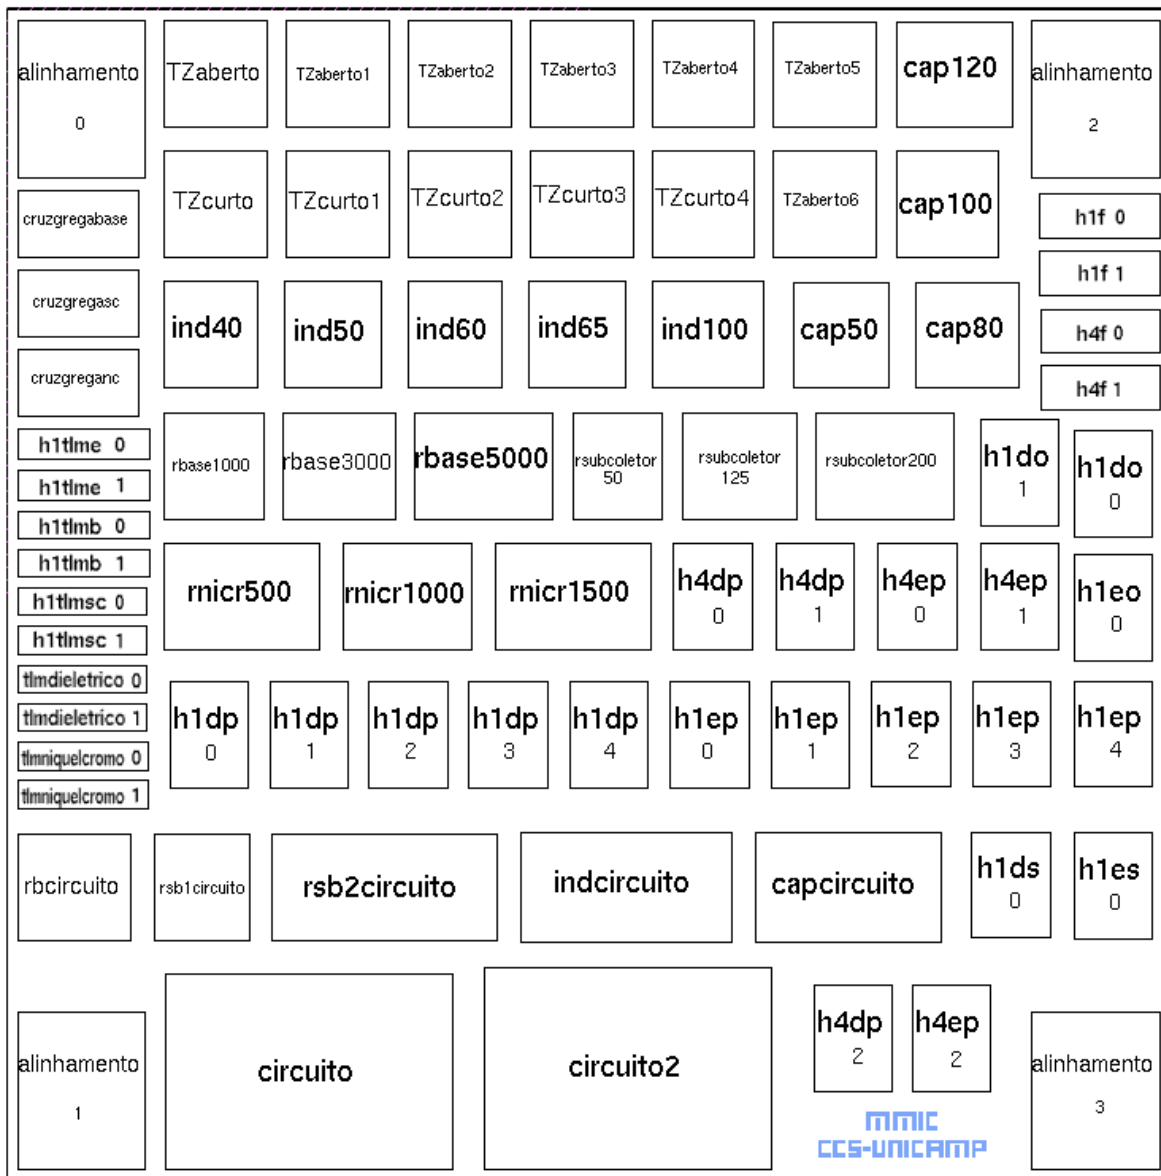 alinhamento
0
TZaberto
TZaberto1
TZaberto2
TZaberto3
TZaberto4
TZaberto5
cap120
alinhamento
2
cruzgregabase
TZcurto
TZcurto1
TZcurto2
TZcurto3
TZcurto4
TZaberto6
cap100
h1f 0
h1f 1
cruzgregasc
ind40
ind50
ind60
ind65
ind100
cap50
cap80
h4f 0
cruzgreganc
h4f 1
h1tlme 0
h1tlme 1
h1tlmb 0
h1tlmb 1
h1tlmsc 0
h1tlmsc 1
tlmdieletrico 0
tlmdieletrico 1
tlmniquelcromo 0
tlmniquelcromo 1
rbase1000
rbase3000
rbase5000
rsubcoletor
50
rsubcoletor
125
rsubcoletor200
h1do
1
h1do
0
rnicr500
rnicr1000
rnicr1500
h4dp
0
h4dp
1
h4ep
0
h4ep
1
h1eo
0
h1dp
0
h1dp
1
h1dp
2
h1dp
3
h1dp
4
h1ep
0
h1ep
1
h1ep
2
h1ep
3
h1ep
4
rbcircuito
rsb1circuito
rsb2circuito
indcircuito
capcircuito
h1ds
0
h1es
0
alinhamento
1
circuito
circuito2
h4dp
2
h4ep
2
alinhamento
3
MMIC
CCS-UNICAMP